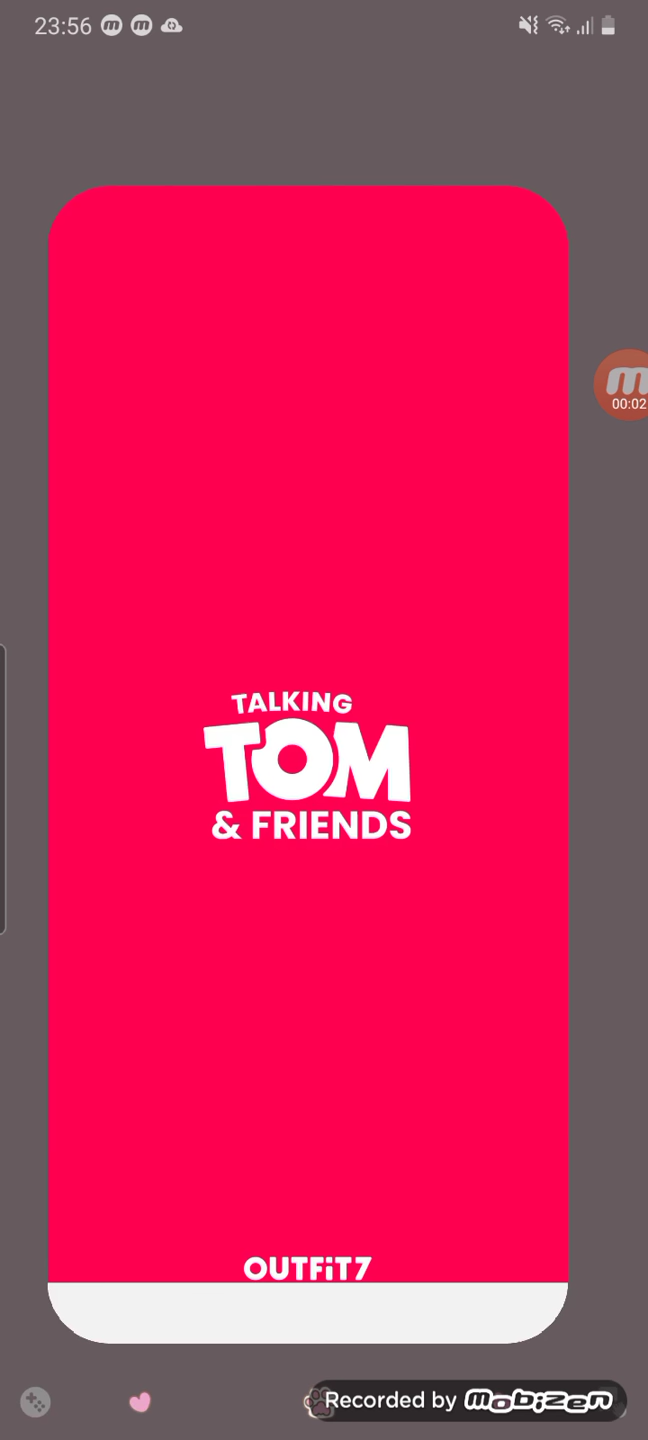 23:56
00:02
TALKING
TOM
& FRIENDS
OUTFiT7
Recorded by mobizen